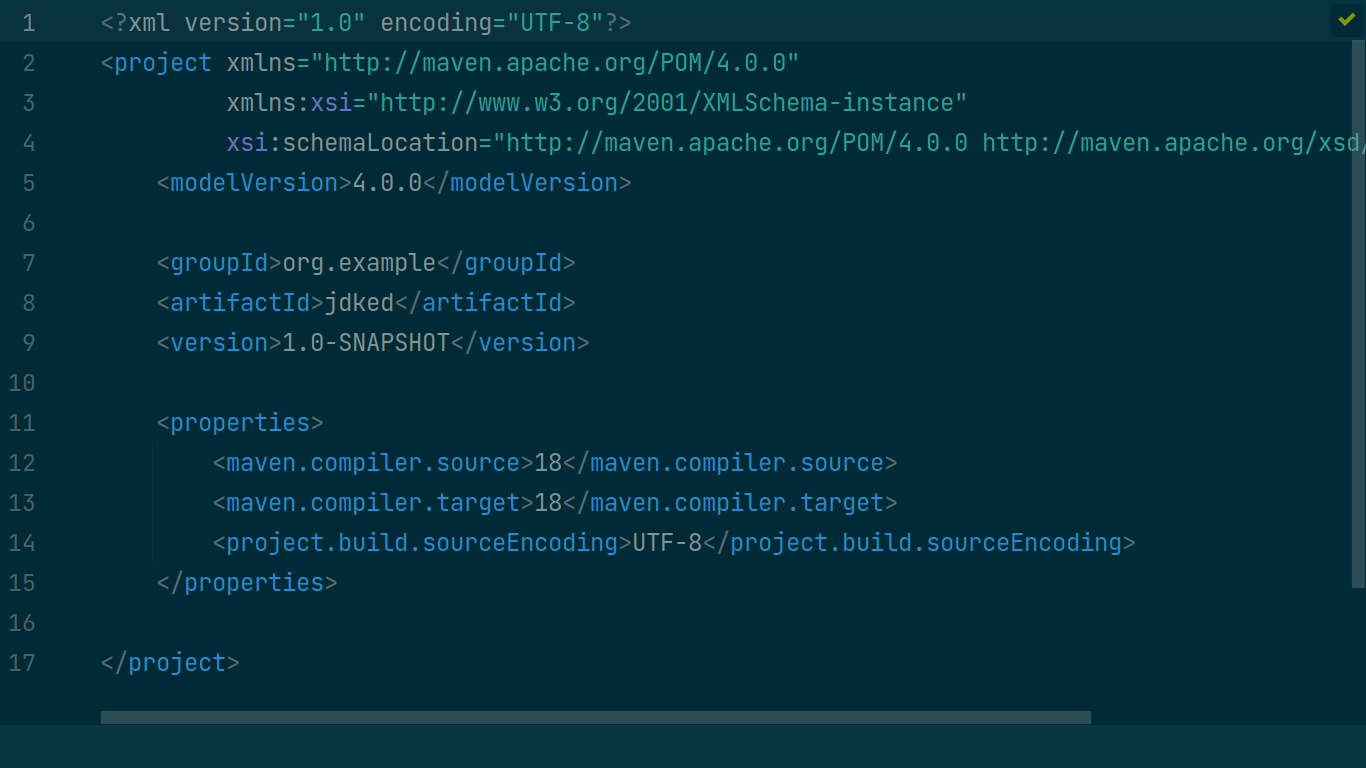 1 <?xml version="1.0" encoding="UTF-8"?>
2 <project xmlns="http://maven.apache.org/POM/4.0.0"
3 xmlns:xsi="http://www.w3.org/2001/XMLSchema-instance"
4 xsi:schemaLocation="http://maven.apache.org/POM/4.0.0 http://maven.apache.org/xsd/
5 <modelVersion>4.0.0</modelVersion>
6
7 <groupId>org.example</groupId>
8 <artifactId>jdked</artifactId>
9 <version>1.0-SNAPSHOT</version>
10
11 <properties>
12 <maven.compiler.source>18</maven.compiler.source>
13 <maven.compiler.target>18</maven.compiler.target>
14 <project.build.sourceEncoding>UTF-8</project.build.sourceEncoding>
15 </properties>
16
17 </project>